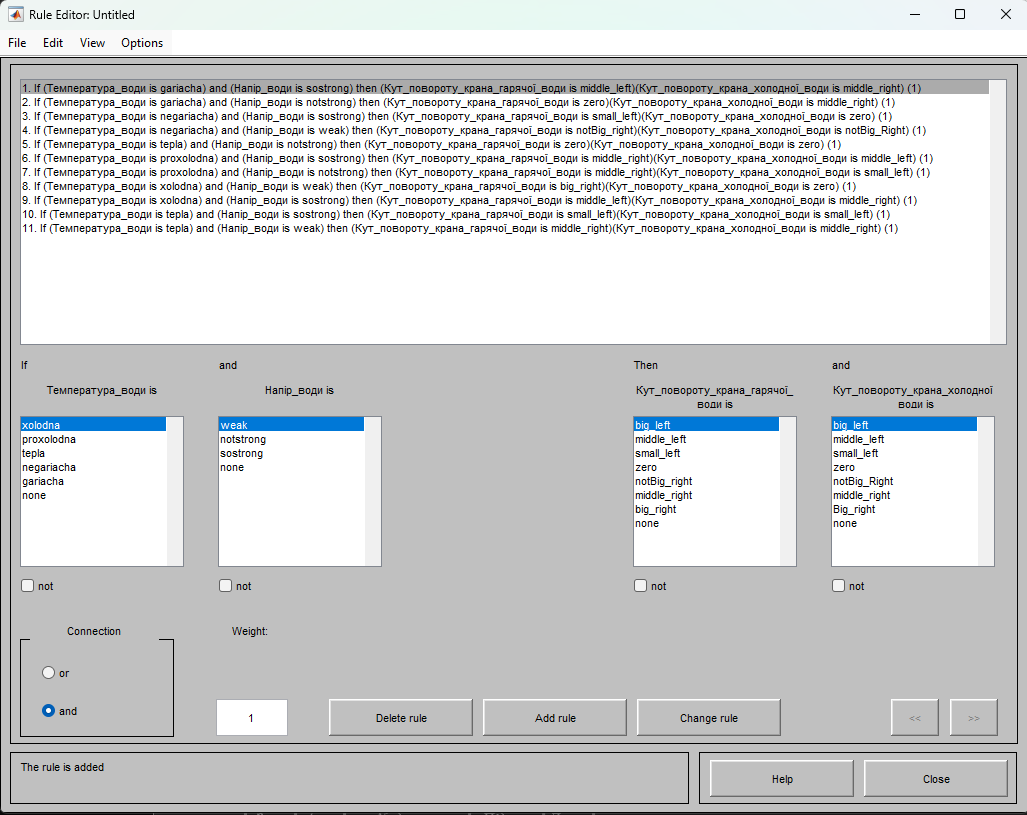 Rule Editor: Untitled
File Edit View Options
1. If (Температура_води is gariacha) and (Напір_води is sostrong) then (Кут_повороту_крана_гарячої_води is middle_left)(Кут_повороту_крана_холодної_води is middle_right) (1)
2. If (Температура_води is gariacha) and (Напір_води is notstrong) then (Кут_повороту_крана_гарячої_води is zero)(Кут_повороту_крана_холодної_води is middle_right) (1)
3. If (Температура_води is negariacha) and (Напір_води is sostrong) then (Кут_повороту_крана_гарячої_води is small_left)(Кут_повороту_крана_холодної_води is zero) (1)
4. If (Температура_води is negariacha) and (Напір_води is weak) then (Кут_повороту_крана_гарячої_води is notBig_right)(Кут_повороту_крана_холодної_води is notBig_Right) (1)
5. If (Температура_води is tepla) and (Напір_води is notstrong) then (Кут_повороту_крана_гарячої_води is zero)(Кут_повороту_крана_холодної_води is zero) (1)
6. If (Температура_води is proxolodna) and (Напір_води is sostrong) then (Кут_повороту_крана_гарячої_води is middle_right)(Кут_повороту_крана_холодної_води is middle_left) (1)
7. If (Температура_води is proxolodna) and (Напір_води is notstrong) then (Кут_повороту_крана_гарячої_води is middle_right)(Кут_повороту_крана_холодної_води is small_left) (1)
8. If (Температура_води is xolodna) and (Напір_води is weak) then (Кут_повороту_крана_гарячої_води is big_right)(Кут_повороту_крана_холодної_води is zero) (1)
9. If (Температура_води is xolodna) and (Напір_води is sostrong) then (Кут_повороту_крана_гарячої_води is middle_left)(Кут_повороту_крана_холодної_води is middle_right) (1)
10. If (Температура_води is tepla) and (Напір_води is sostrong) then (Кут_повороту_крана_гарячої_води is small_left)(Кут_повороту_крана_холодної_води is small_left) (1)
11. If (Температура_води is tepla) and (Напір_води is weak) then (Кут_повороту_крана_гарячої_води is middle_right)(Кут_повороту_крана_холодної_води is middle_right) (1)
If
Температура_води is
xolodna
proxolodna
tepla
negariacha
gariacha
none
not
and
Напір_води is
weak
notstrong
sostrong
none
not
Then
Кут_повороту_крана_гарячої_
води is
big_left
middle_left
small_left
zero
notBig_right
middle_right
big_right
none
not
and
Кут_повороту_крана_холодної
води is
big_left
middle_left
small_left
zero
notBig_Right
middle_right
Big_right
none
not
Connection
or
and
Weight:
1
Delete rule
Add rule
Change rule
<<
>>
The rule is added
Help
Close